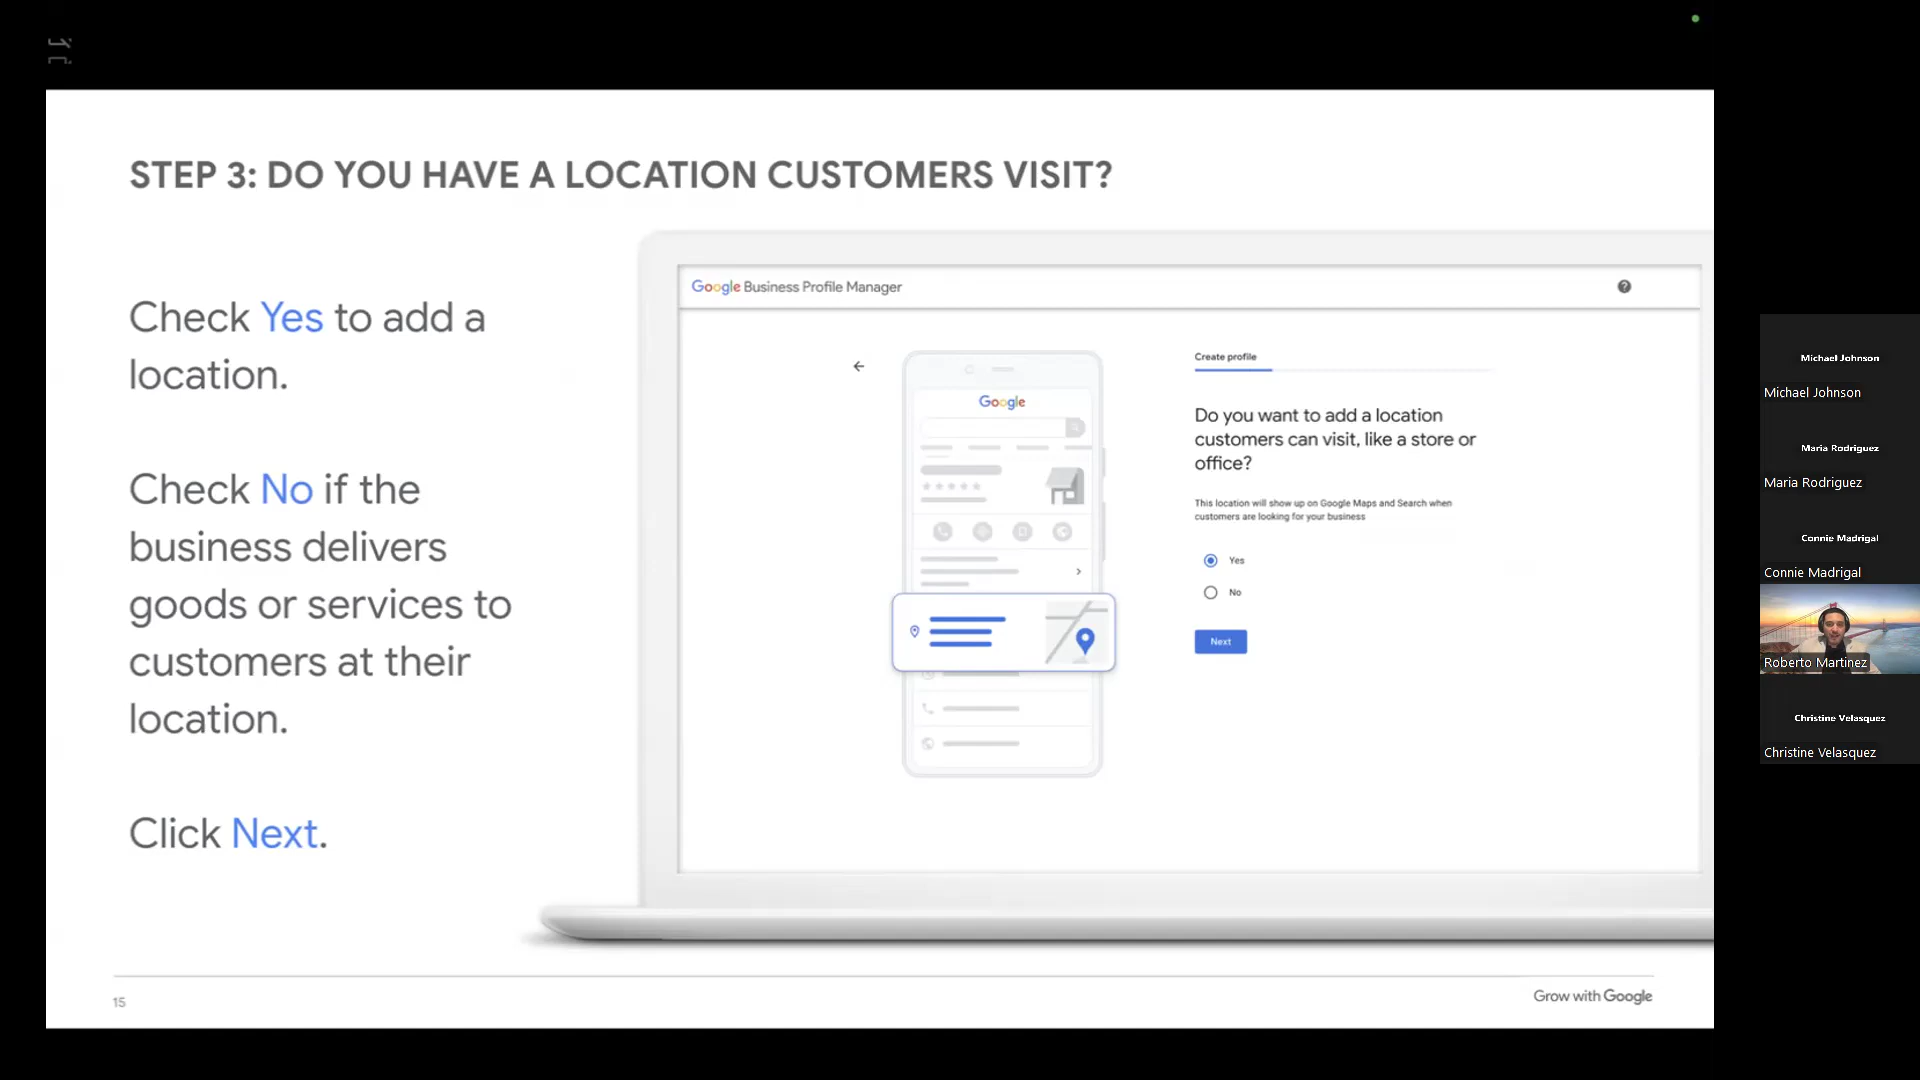 STEP 3: DO YOU HAVE A LOCATION CUSTOMERS VISIT?
Check Yes to add a
location.
Check No if the
business delivers
goods or services to
customers at their
location.
Click Next.
Google Business Profile Manager
?
Google
Create profile
Do you want to add a location
customers can visit, like a store or
office?
This location will show up on Google Maps and Search when
customers are looking for your business
Yes
No
Next
15
Grow with Google
Michael Johnson
Michael Johnson
Maria Rodriguez
Maria Rodriguez
Connie Madrigal
Connie Madrigal
Roberto Martinez
Christine Velasquez
Christine Velasquez